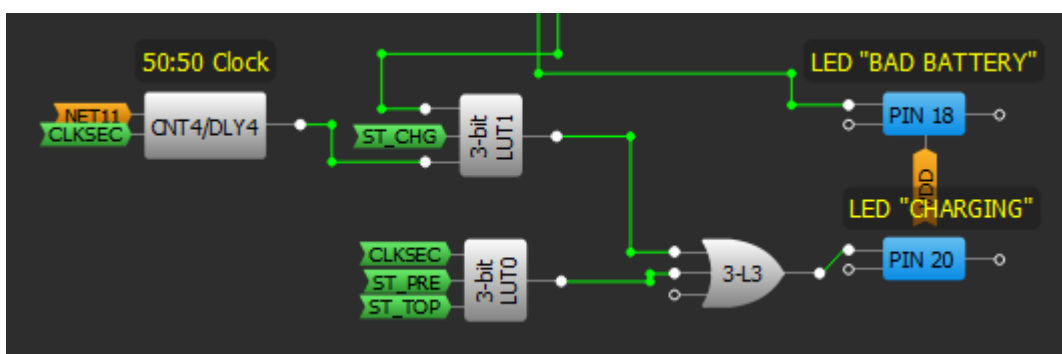 50:50 Clock
LED "BAD BATTERY"
NET11
CLKSEC
CNT4/DLY4
ST_CHG
3-bit
LUT1
PIN 18
LED "CHARGING"
CLKSEC
ST_PRE
ST_TOP
3-bit
LUT0
3-L3
PIN 20